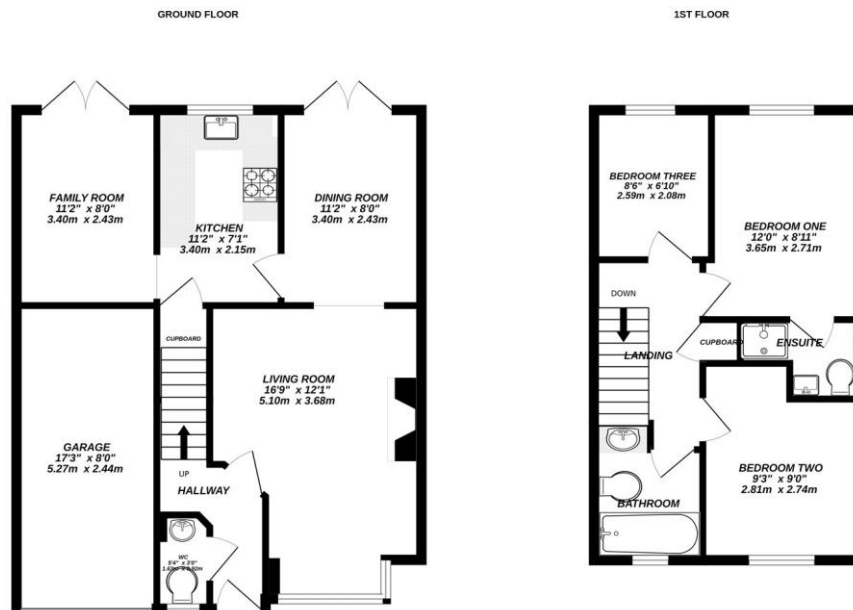 GROUND FLOOR
1ST FLOOR
FAMILY ROOM
11'2" x 8'0"
3.40m x 2.43m
KITCHEN
11'2" x 7'1"
3.40m x 2.15m
DINING ROOM
11'2" x 8'0"
3.40m x 2.43m
CUPBOARD
LIVING ROOM
16'9" x 12'1"
5.10m x 3.68m
GARAGE
17'3" x 8'0"
5.27m x 2.44m
UP
HALLWAY
WC
5'4" x
BEDROOM THREE
8'6" x 6'10"
2.59m x 2.08m
BEDROOM ONE
12'0" x 8'11"
3.65m x 2.71m
DOWN
LANDING
CUPBOARD
ENSUITE
BEDROOM TWO
9'3" x 9'0"
2.81m x 2.74m
BATHROOM